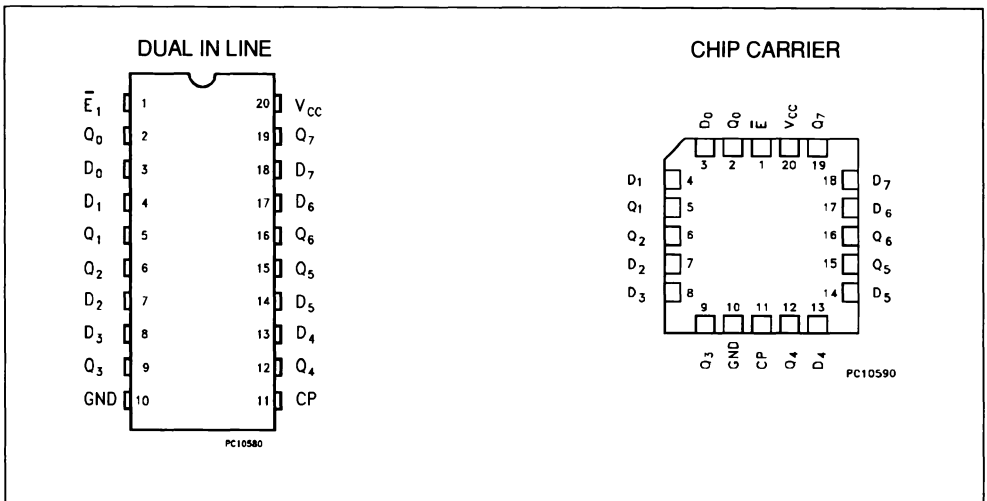 DUAL IN LINE
E̅₁ 1 20 V_CC
Q₀ 2 19 Q₇
D₀ 3 18 D₇
D₁ 4 17 D₆
Q₁ 5 16 Q₆
Q₂ 6 15 Q₅
D₂ 7 14 D₅
D₃ 8 13 D₄
Q₃ 9 12 Q₄
GND 10 11 CP
PC10580
CHIP CARRIER
D₀ Q₀ E̅ V_CC Q₇
3 2 1 20 19
D₁ 4 18 D₇
Q₁ 5 17 D₆
Q₂ 6 16 Q₆
D₂ 7 15 Q₅
D₃ 8 14 D₅
9 10 11 12 13
Q₃ GND CP Q₄ D₄
PC10590